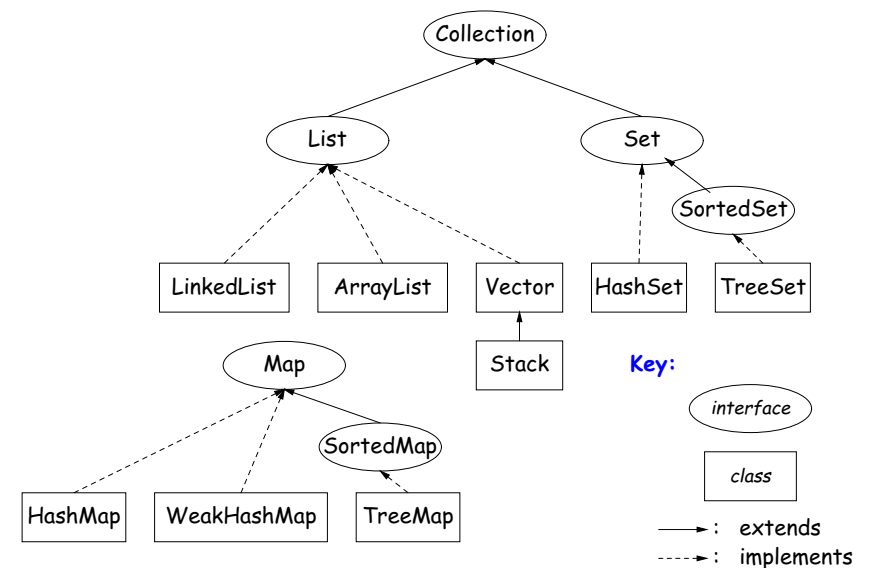 Collection
List
Set
SortedSet
LinkedList
ArrayList
Vector
HashSet
TreeSet
Map
Stack
Key:
interface
SortedMap
class
HashMap
WeakHashMap
TreeMap
: extends
: implements